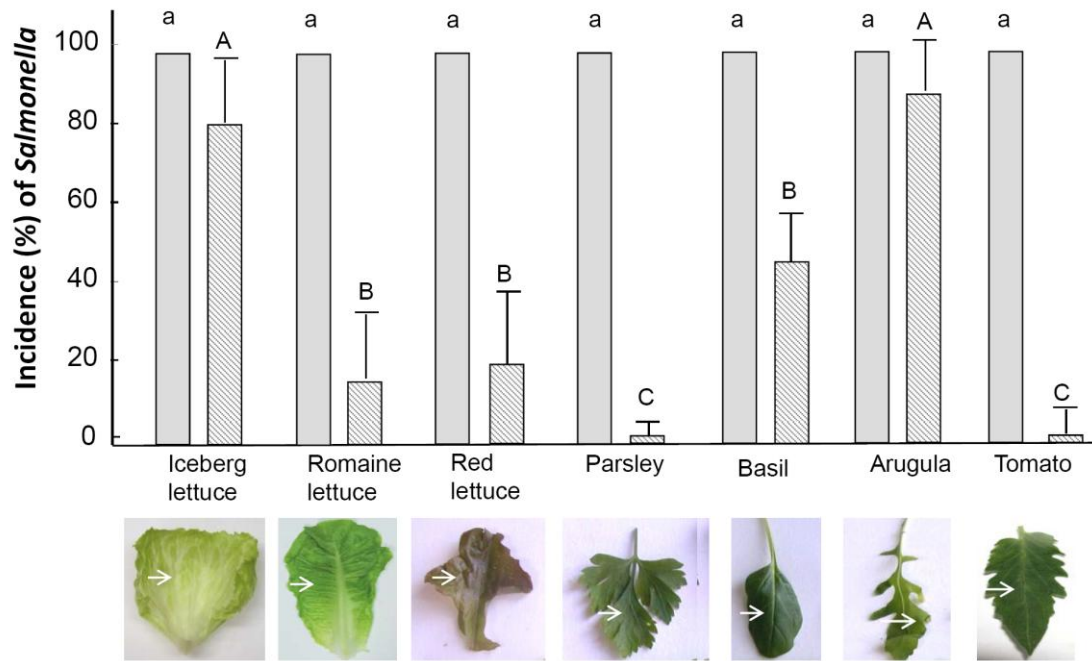 Incidence (%) of Salmonella
100
80
60
40
20
0
a A
a B
a B
a C
a B
a A
a C
Iceberg
lettuce
Romaine
lettuce
Red
lettuce
Parsley
Basil
Arugula
Tomato